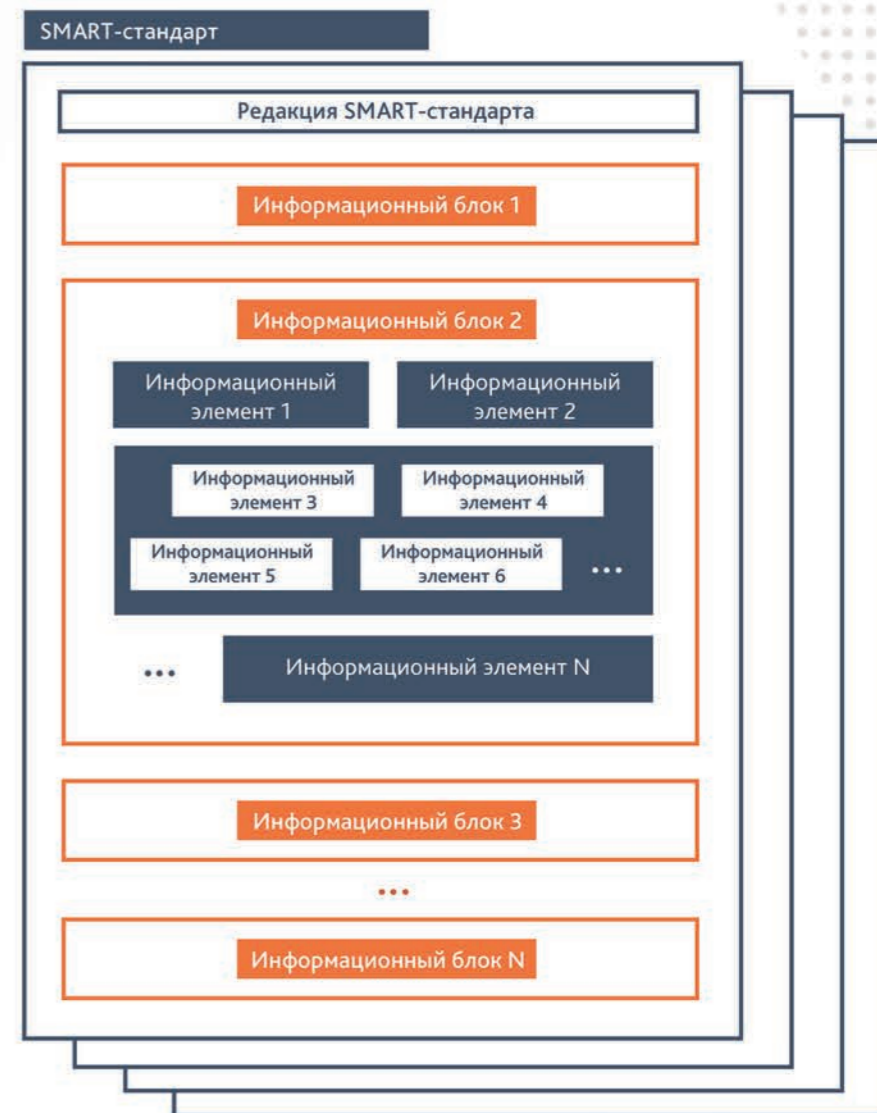 SMART-стандарт
Редакция SMART-стандарта
Информационный блок 1
Информационный блок 2
Информационный
элемент 1
Информационный
элемент 2
Информационный
элемент 3
Информационный
элемент 4
Информационный
элемент 5
Информационный
элемент 6
...
...
Информационный элемент N
Информационный блок 3
...
Информационный блок N